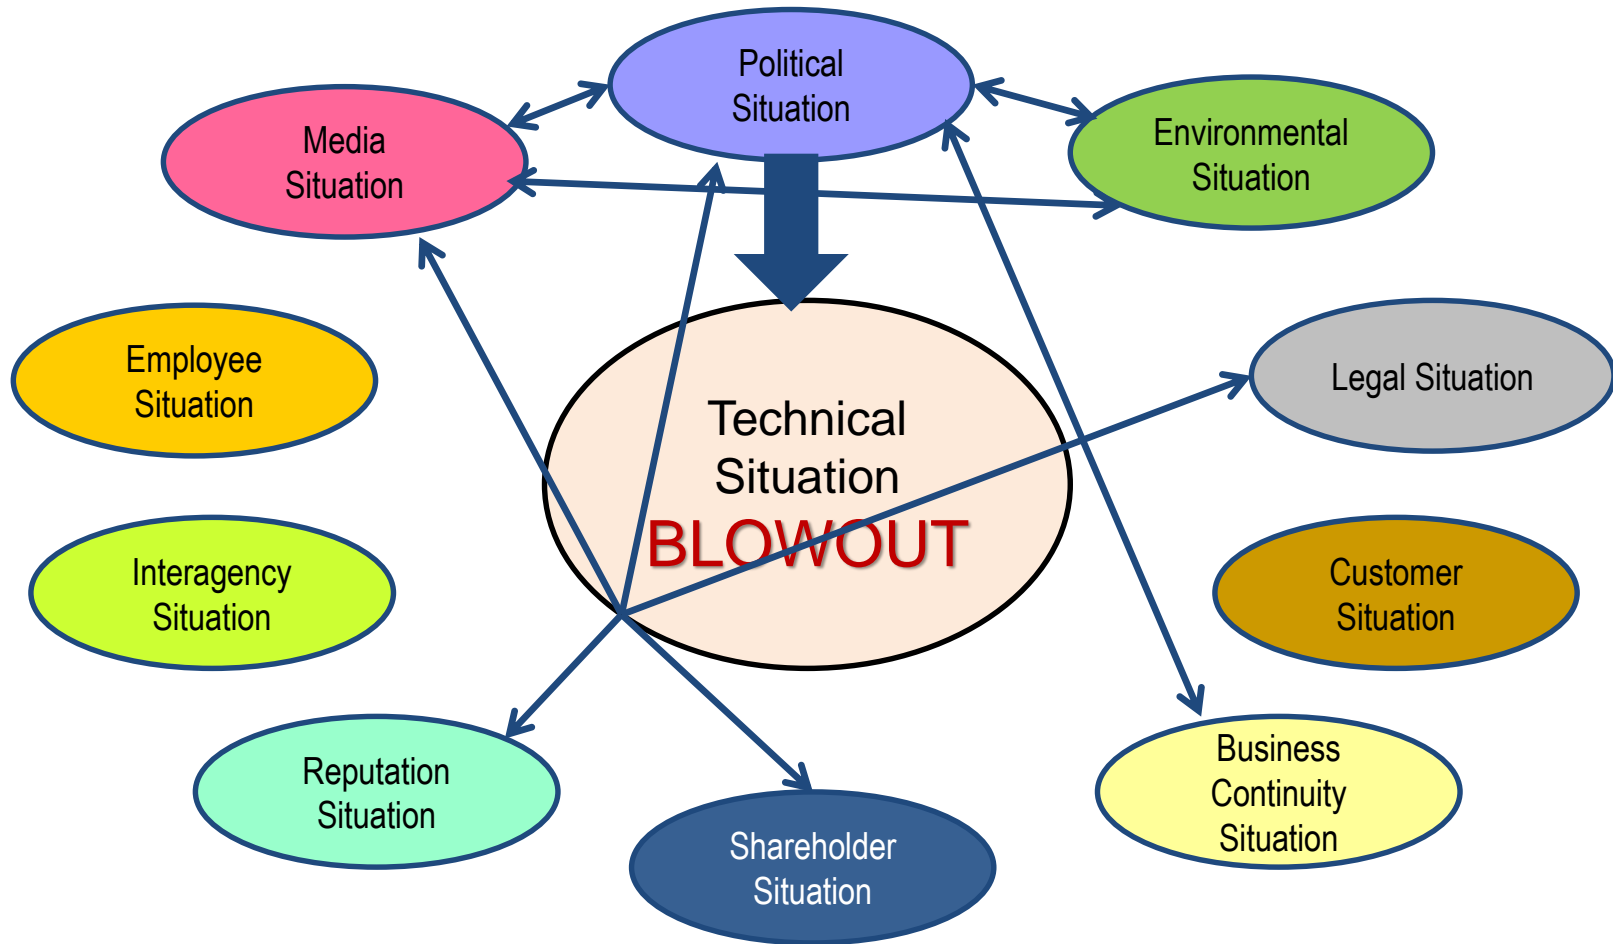 Political
Situation
Media
Situation
Environmental
Situation
Employee
Situation
Legal Situation
Technical
Situation
BLOWOUT
Interagency
Situation
Customer
Situation
Reputation
Situation
Business
Continuity
Situation
Shareholder
Situation